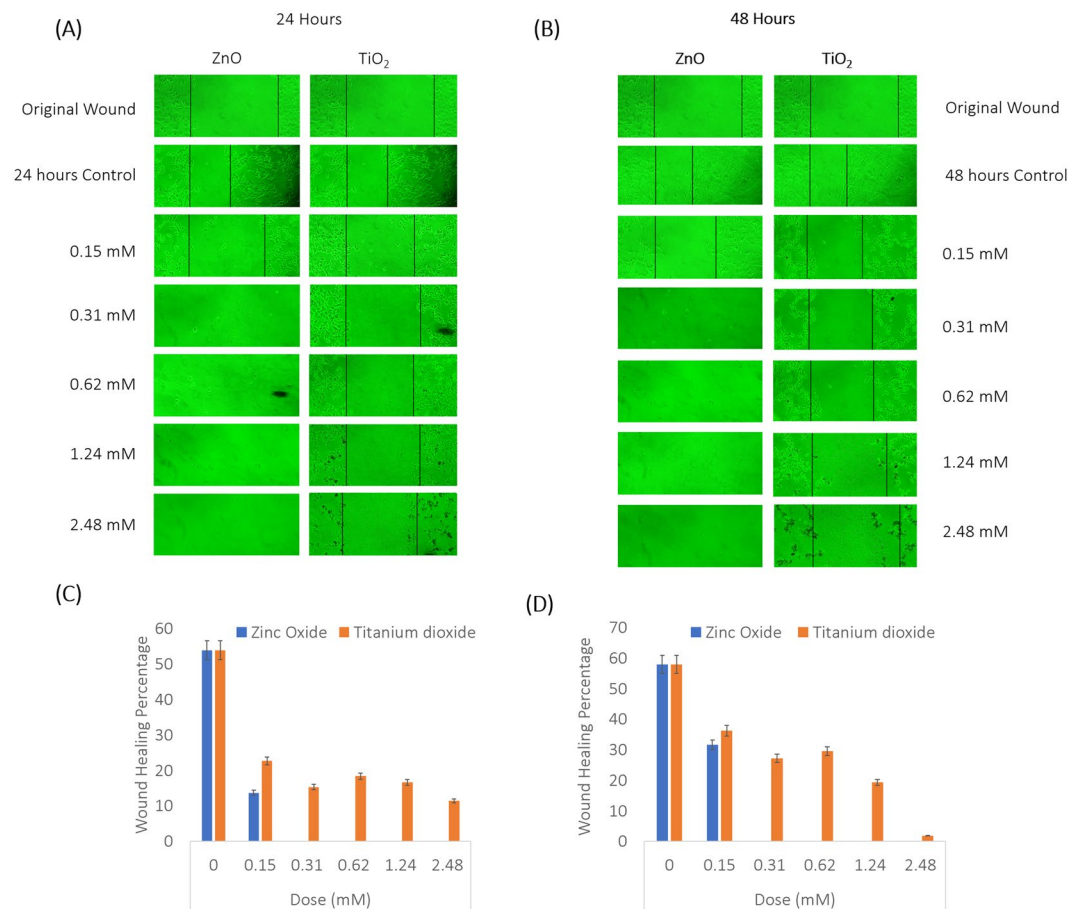 (A)
24 Hours
ZnO
TiO₂
Original Wound
24 hours Control
0.15 mM
0.31 mM
0.62 mM
1.24 mM
2.48 mM
(B)
48 Hours
ZnO
TiO₂
Original Wound
48 hours Control
0.15 mM
0.31 mM
0.62 mM
1.24 mM
2.48 mM
(C)
Zinc Oxide
Titanium dioxide
Wound Healing Percentage
60
50
40
30
20
10
0
0 0.15 0.31 0.62 1.24 2.48
Dose (mM)
(D)
Zinc Oxide
Titanium dioxide
Wound Healing Percentage
70
60
50
40
30
20
10
0
0 0.15 0.31 0.62 1.24 2.48
Dose (mM)